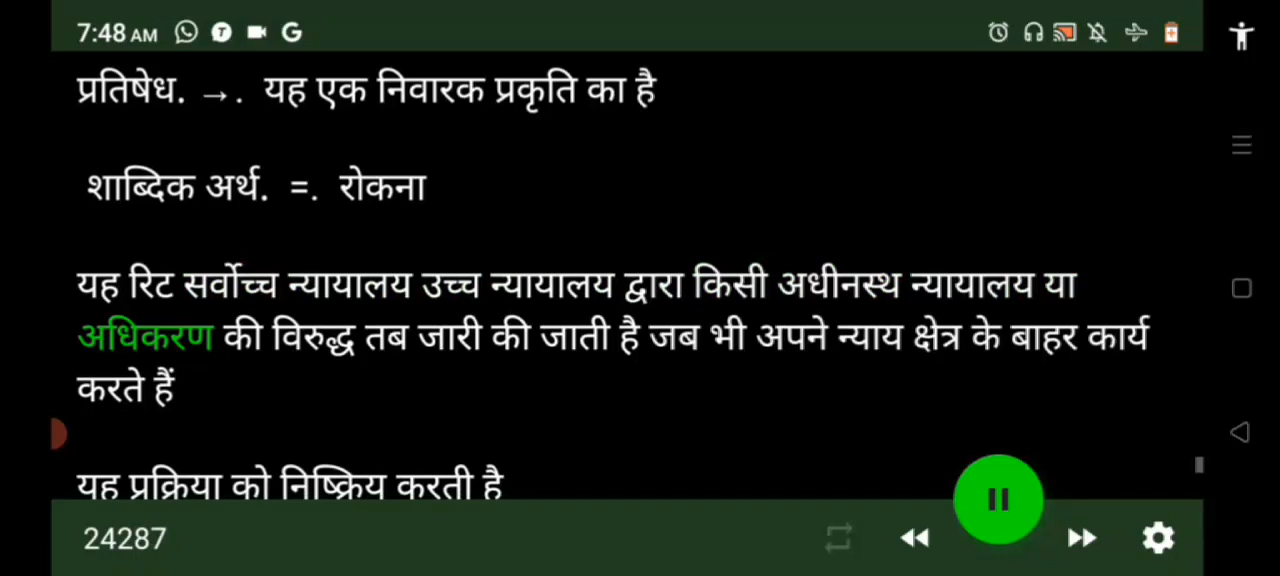 7:48 AM
प्रतिषेध. →. यह एक निवारक प्रकृति का है
शाब्दिक अर्थ. =. रोकना
यह रिट सर्वोच्च न्यायालय उच्च न्यायालय द्वारा किसी अधीनस्थ न्यायालय या
अधिकरण की विरुद्ध तब जारी की जाती है जब भी अपने न्याय क्षेत्र के बाहर कार्य
करते हैं
यह प्रक्रिया को निष्क्रिय करती है
24287